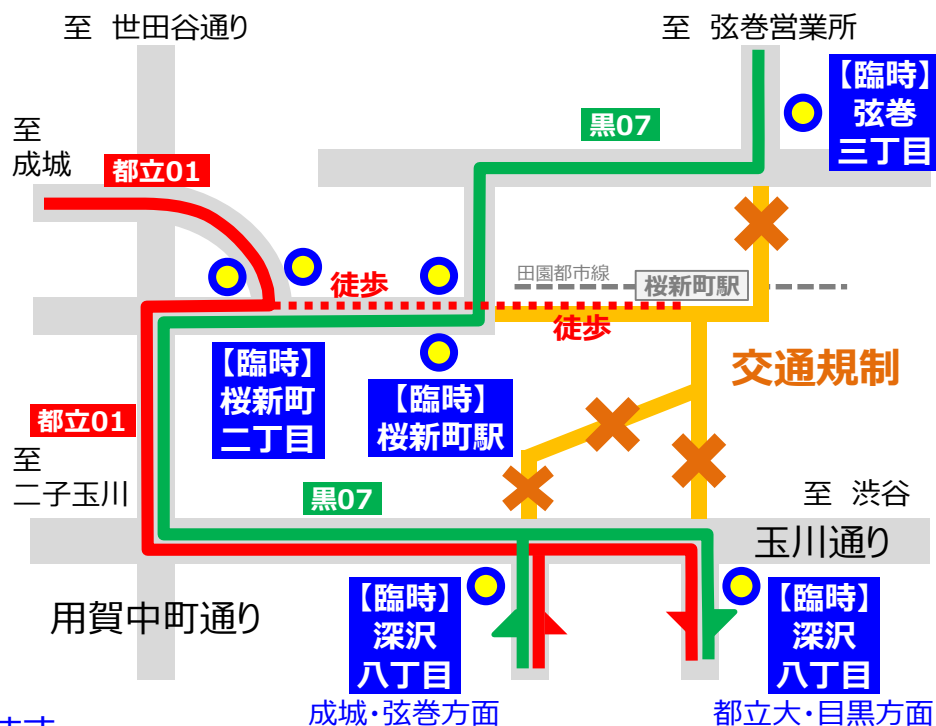 至 世田谷通り
至 弦巻営業所
【臨時】
弦巻
三丁目
黒07
至
成城
都立01
田園都市線
桜新町駅
徒歩
徒歩
【臨時】
桜新町
二丁目
【臨時】
桜新町駅
交通規制
都立01
至
二子玉川
黒07
至 渋谷
玉川通り
用賀中町通り
【臨時】
深沢
八丁目
【臨時】
深沢
八丁目
成城・弦巻方面
都立大・目黒方面